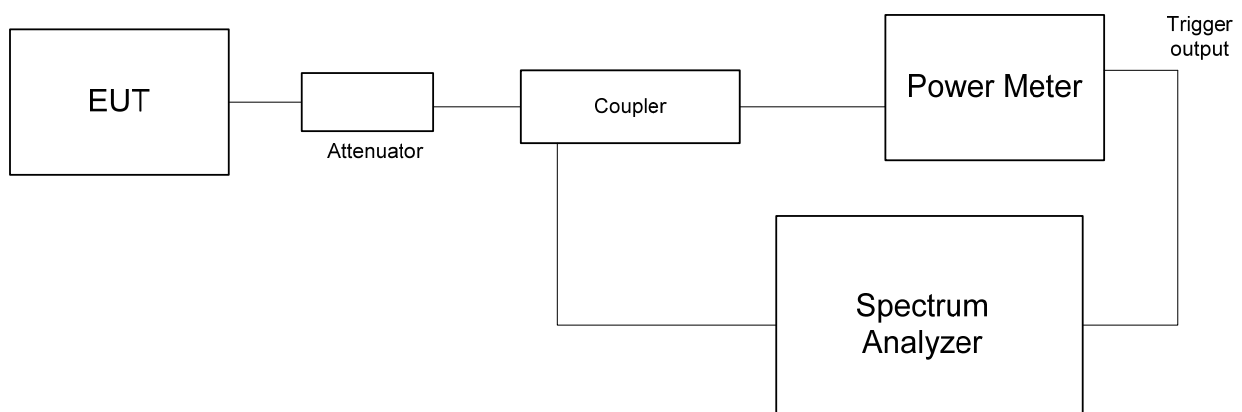 EUT
Attenuator
Coupler
Power Meter
Trigger
output
Spectrum
Analyzer